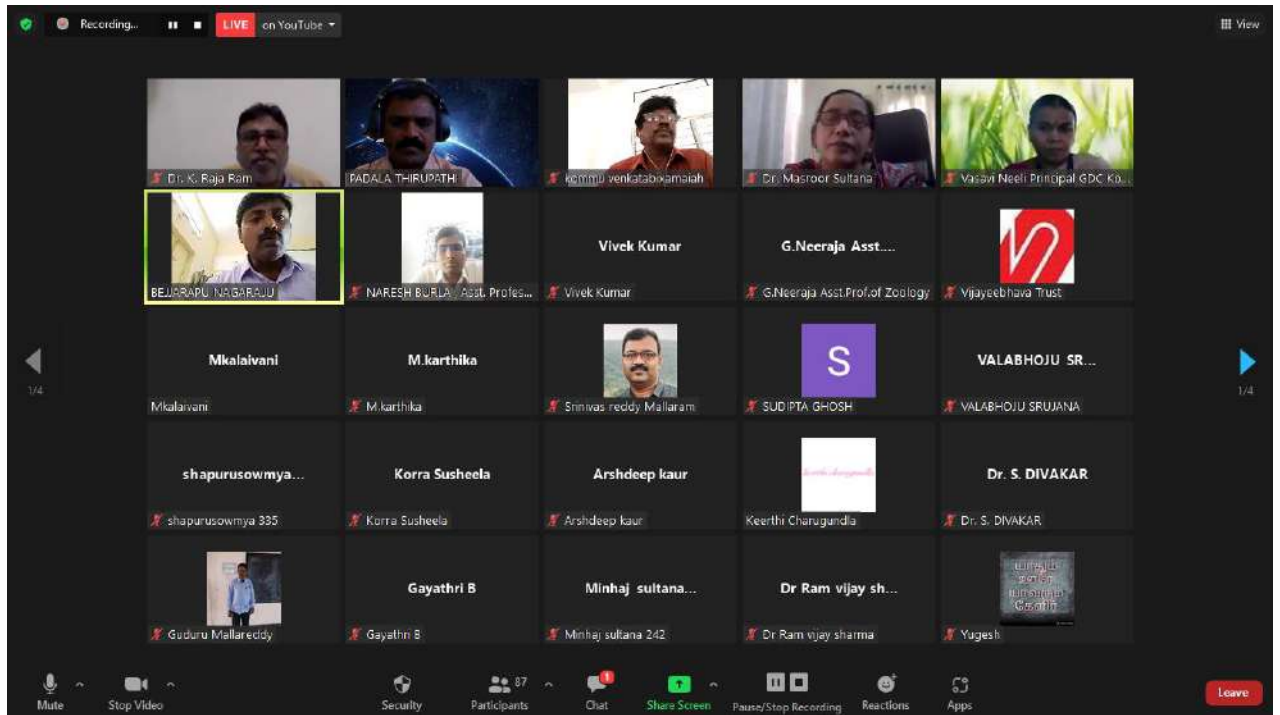 Recording...
LIVE on YouTube
View
Dr. K. Raja Ram
PADALA THIRUPATHI
kommu venkatabixamaiah
Dr. Masroor Sultana
Vasavi Neeli Principal GDC Ko...
BEJJARAPU NAGARAJU
NARESH BURLA Asst. Profes...
Vivek Kumar
Vivek Kumar
G.Neeraja Asst....
G.Neeraja Asst.Prof.of Zoology
Vijayeebhava Trust
Mkalaivani
Mkalaivani
M.karthika
M.karthika
Srinivas reddy Mallaram
S
SUDIPTA GHOSH
VALABHOJU SR...
VALABHOJU SRUJANA
1/4
1/4
shapurusowmya...
shapurusowmya 335
Korra Susheela
Korra Susheela
Arshdeep kaur
Arshdeep kaur
Keerthi Charugundla
Dr. S. DIVAKAR
Dr. S. DIVAKAR
Guduru Mallareddy
Gayathri B
Gayathri B
Minhaj sultana...
Minhaj sultana 242
Dr Ram vijay sh...
Dr Ram vijay sharma
Yugesh
Mute
Stop Video
Security
87
Participants
1
Chat
Share Screen
Pause/Stop Recording
Reactions
Apps
Leave